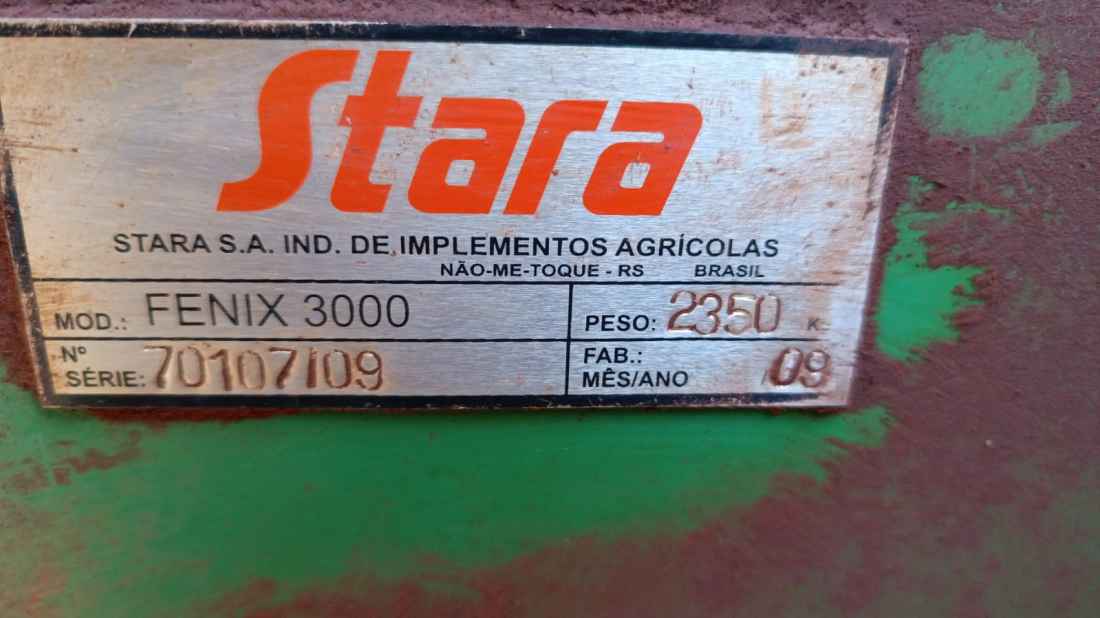 Stara
STARA S.A. IND. DE IMPLEMENTOS AGRÍCOLAS
NÃO-ME-TOQUE - RS BRASIL
MOD.: FENIX 3000 PESO: 2350
Nº SÉRIE: 70107/09 FAB.: MÊS/ANO /09